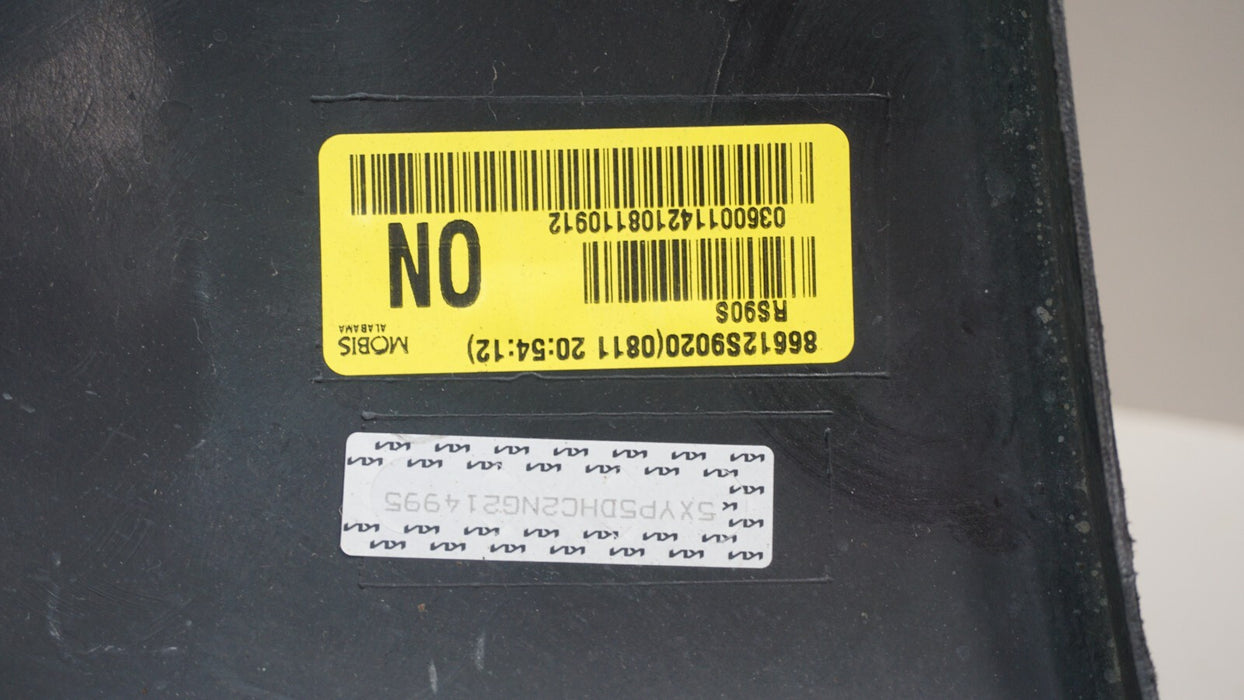 5XYP5DHC2NG214995
86612S9020(0811 20:54:12)
MOBIS
ALABAMA
RS90S
ON
036001142108110912